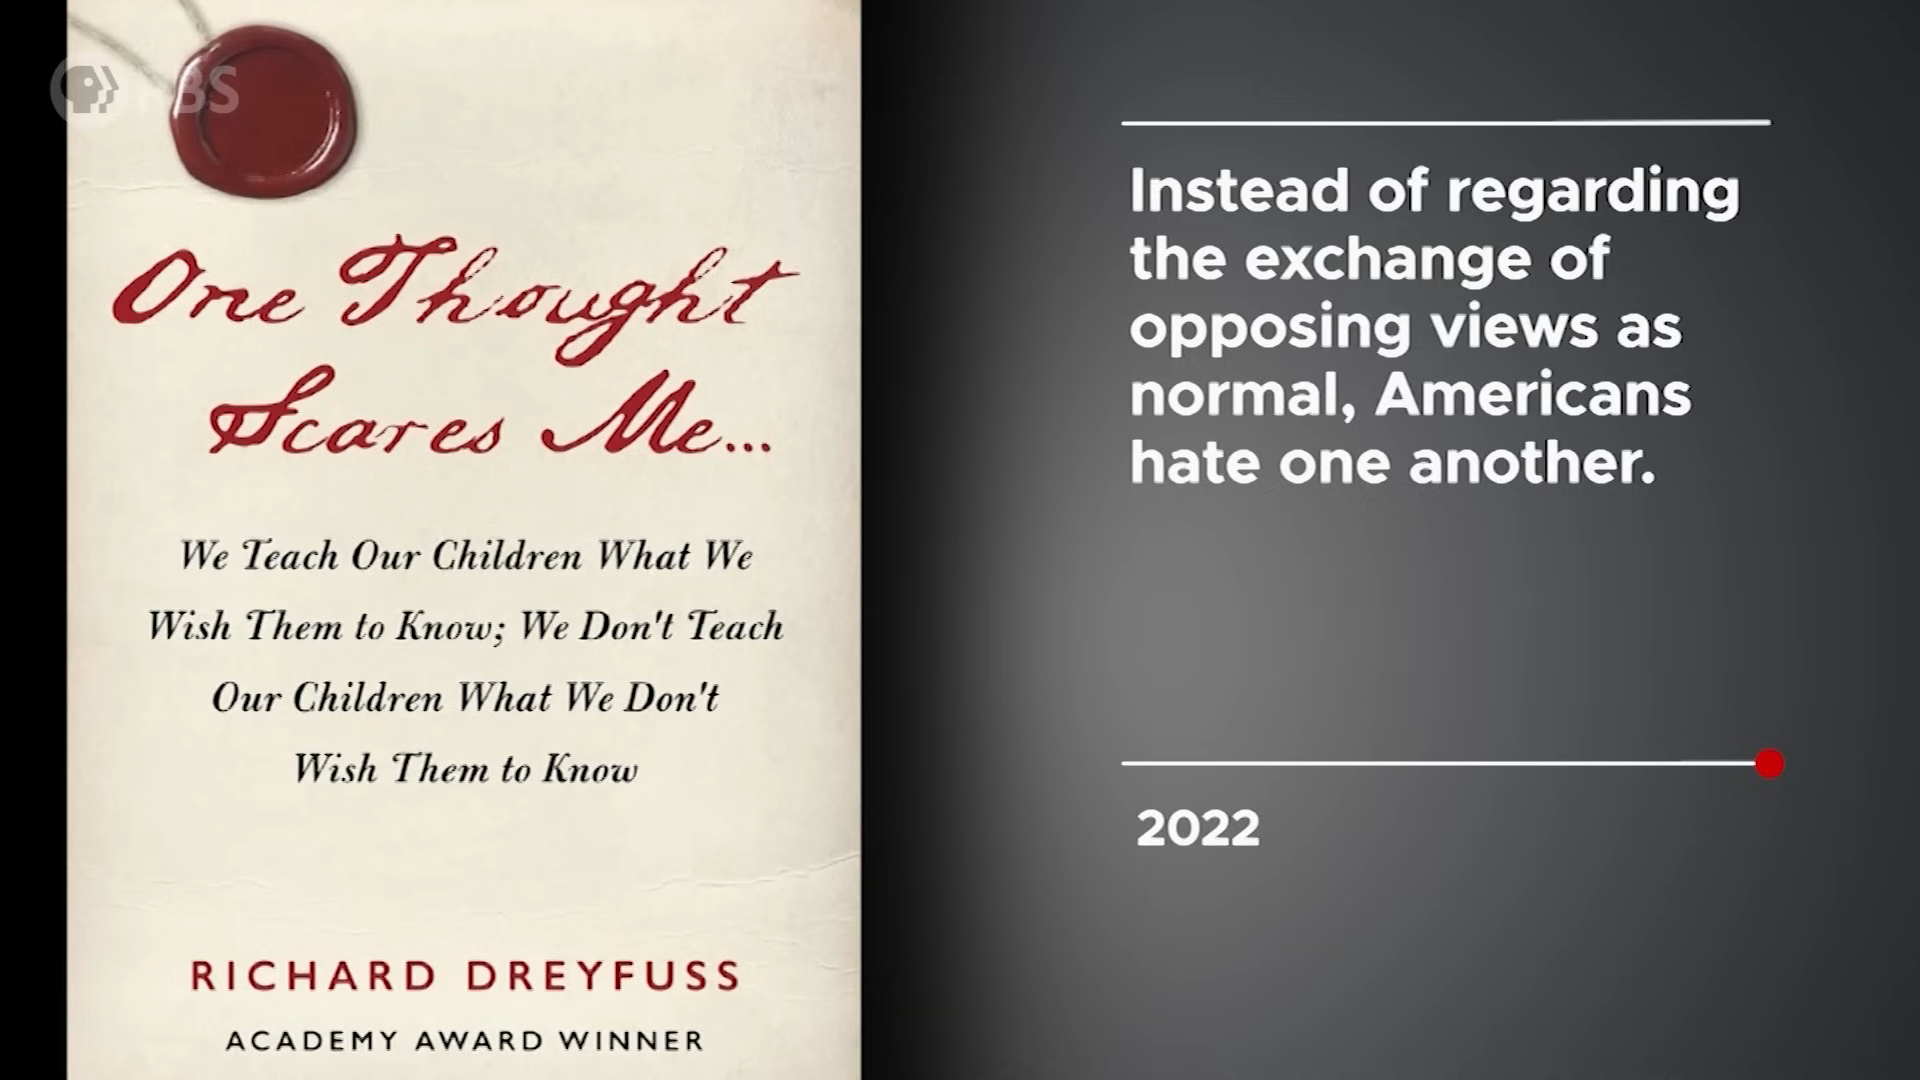 PBS
One Thought
Scares Me...
We Teach Our Children What We
Wish Them to Know; We Don't Teach
Our Children What We Don't
Wish Them to Know
RICHARD DREYFUSS
ACADEMY AWARD WINNER
Instead of regarding
the exchange of
opposing views as
normal, Americans
hate one another.
2022